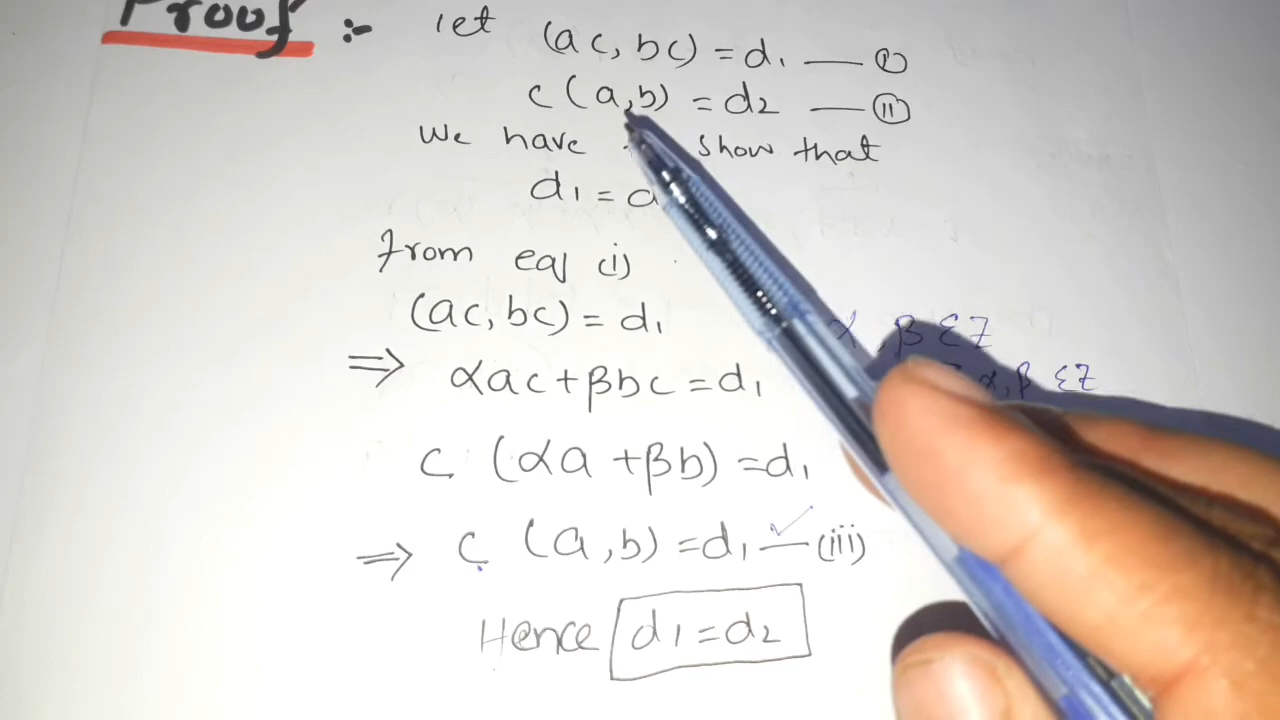 Proof :- let (ac, bc) = d₁ — (i)
c (a,b) = d₂ — (ii)
We have show that
d₁ =
From eq (i)
(ac, bc) = d₁
α, β ∈ Z
⇒ αac + βbc = d₁
α, β ∈ Z
c (αa + βb) = d₁
⇒ c (a, b) = d₁ ✓ — (iii)
Hence d₁ = d₂